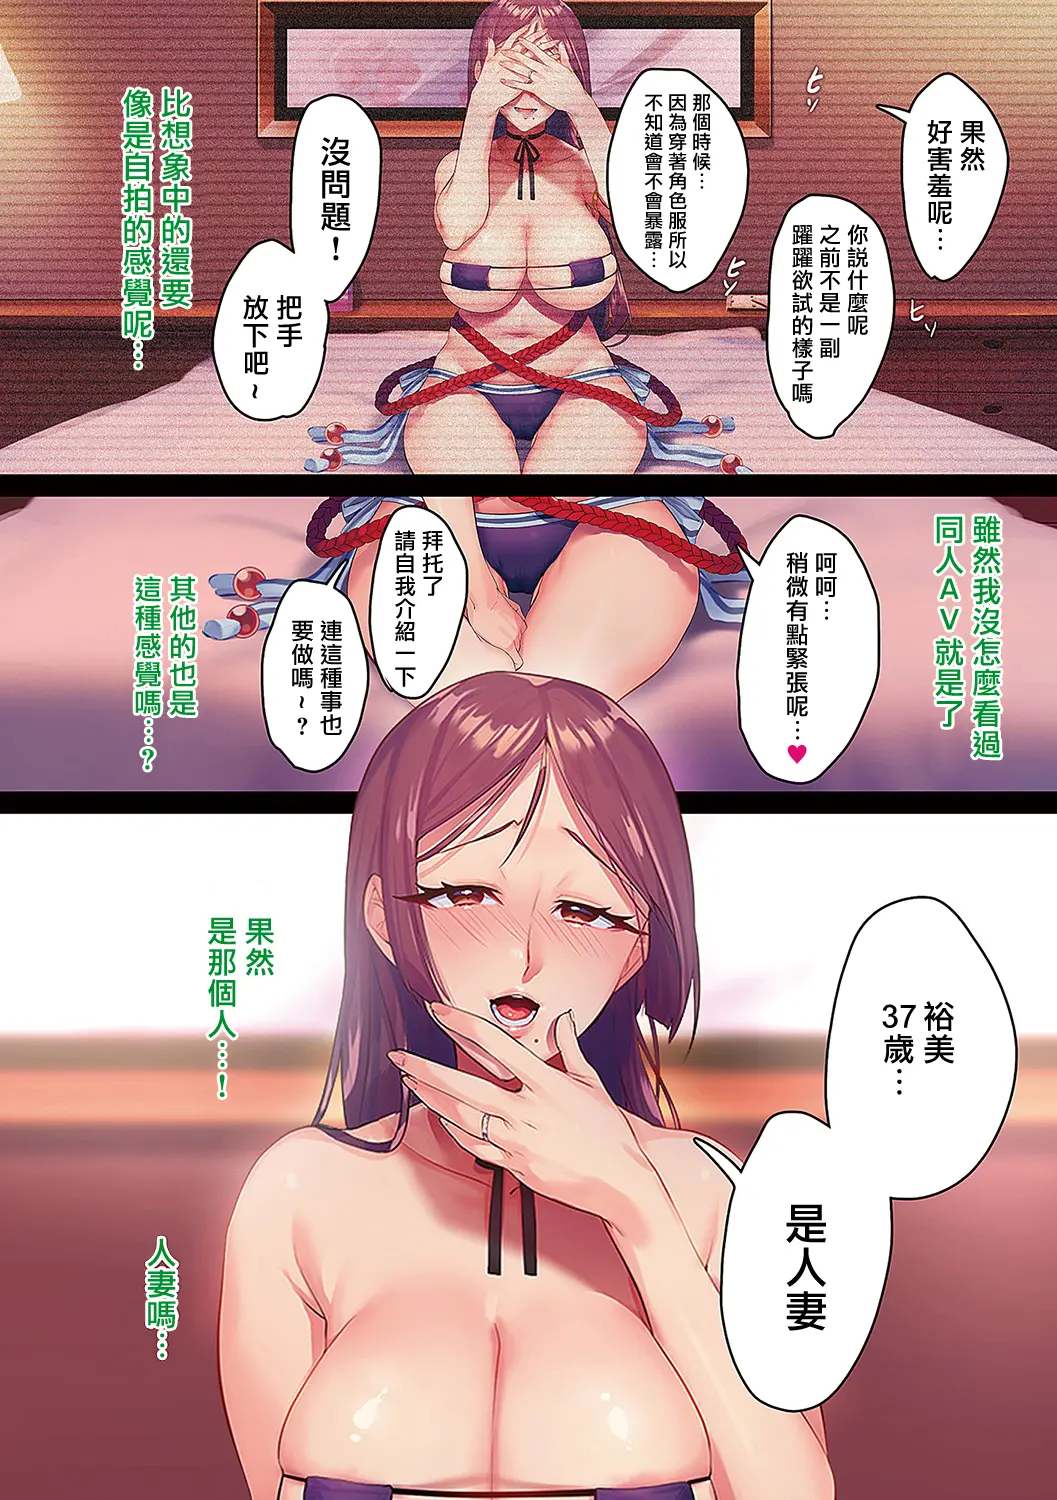 果然
好害羞呢…
ヒソ
那個時候…
因為穿著角色服所以
不知道會不會暴露…
你說什麼呢
之前不是一副
躍躍欲試的樣子嗎
ヒソ
沒問題！
把手
放下吧~
比想象中的還要
像是自拍的感覺呢…
雖然我沒怎麼看過
同人AV就是了
呵呵…
稍微有點緊張呢…♥
拜托了
請自我介紹一下
連這種事也
要做嗎~？
其他的也是
這種感覺嗎…？
裕美
37歲…
是人妻
果然
是那個人…！
人妻嗎…